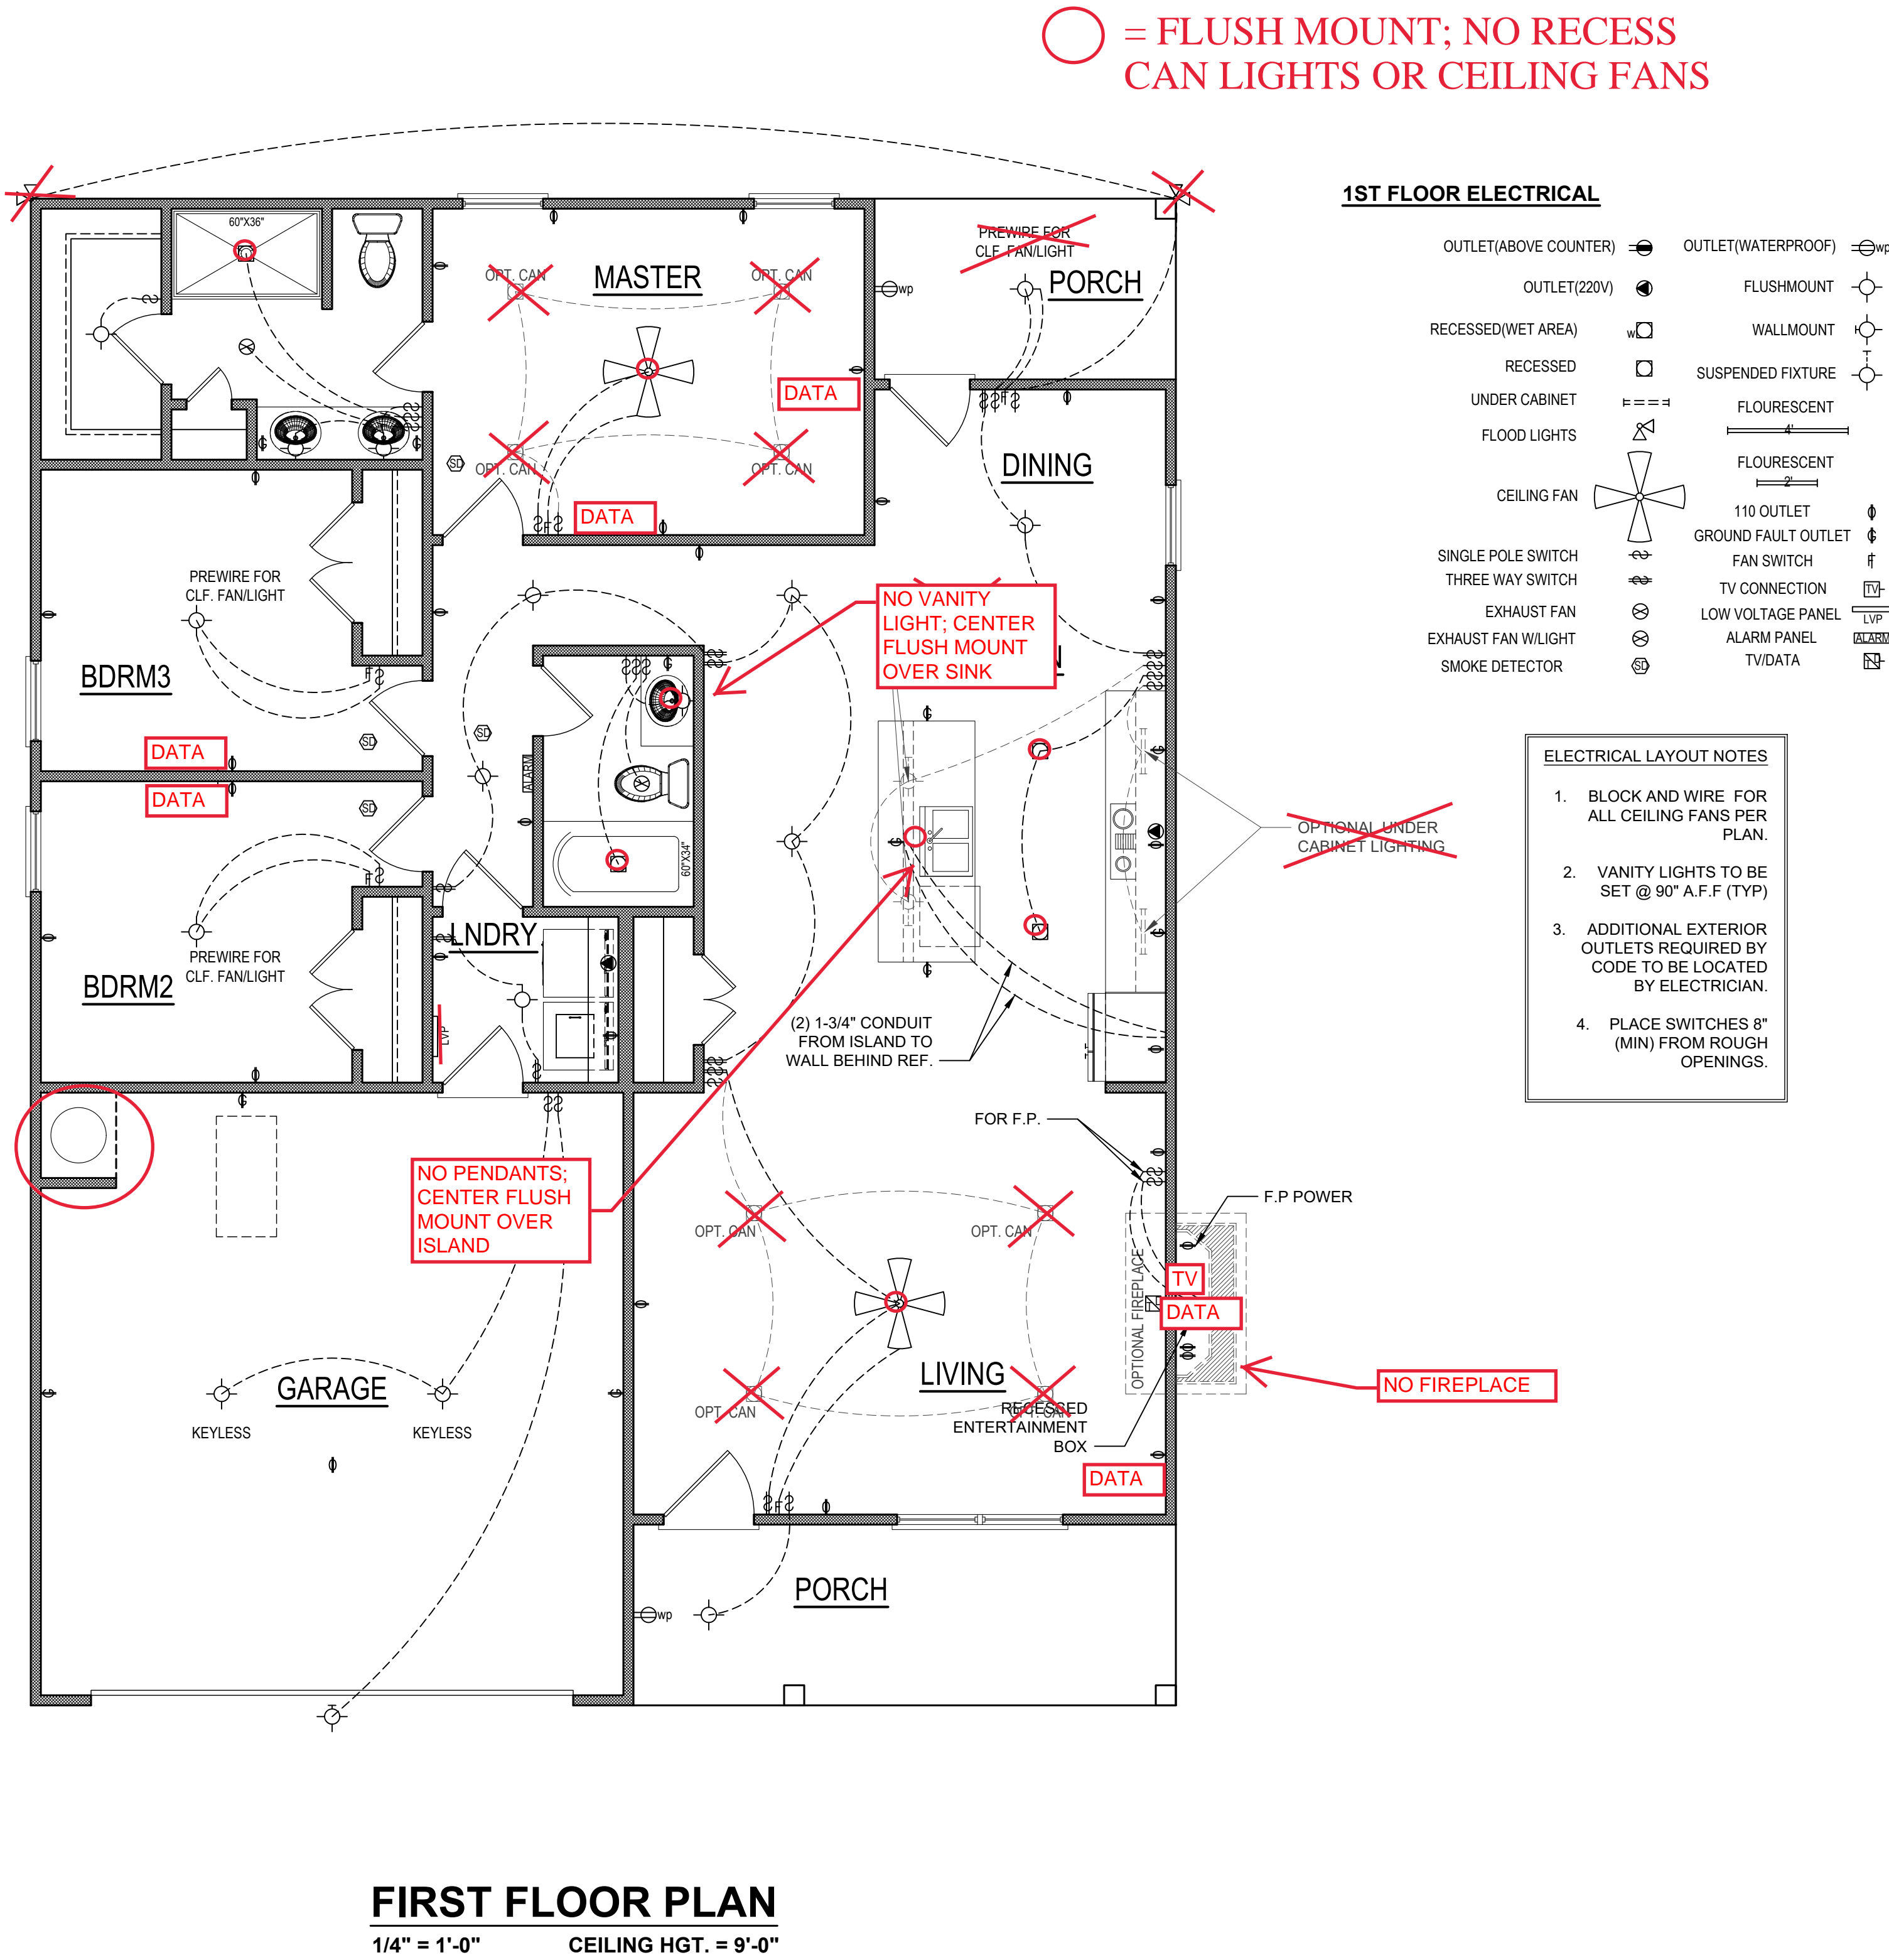 = FLUSH MOUNT; NO RECESS
CAN LIGHTS OR CEILING FANS
1ST FLOOR ELECTRICAL
OUTLET(ABOVE COUNTER)
OUTLET(WATERPROOF)
wp
OUTLET(220V)
FLUSHMOUNT
RECESSED(WET AREA)
W
WALLMOUNT
RECESSED
SUSPENDED FIXTURE
UNDER CABINET
FLOURESCENT
4'
FLOOD LIGHTS
FLOURESCENT
2'
CEILING FAN
110 OUTLET
GROUND FAULT OUTLET
SINGLE POLE SWITCH
FAN SWITCH
THREE WAY SWITCH
TV CONNECTION
TV
EXHAUST FAN
LOW VOLTAGE PANEL
LVP
EXHAUST FAN W/LIGHT
ALARM PANEL
ALARM
SMOKE DETECTOR
SD
TV/DATA
60"X36"
OPT. CAN
MASTER
OPT. CAN
PREWIRE FOR
CLF. FAN/LIGHT
PORCH
wp
DATA
OPT. CAN
OPT. CAN
SD
DATA
DINING
PREWIRE FOR
CLF. FAN/LIGHT
BDRM3
SD
DATA
NO VANITY
LIGHT; CENTER
FLUSH MOUNT
OVER SINK
SD
ALARM
DATA
SD
60"X34"
OPTIONAL UNDER
CABINET LIGHTING
ELECTRICAL LAYOUT NOTES
1. BLOCK AND WIRE FOR
ALL CEILING FANS PER
PLAN.
2. VANITY LIGHTS TO BE
SET @ 90" A.F.F (TYP)
3. ADDITIONAL EXTERIOR
OUTLETS REQUIRED BY
CODE TO BE LOCATED
BY ELECTRICIAN.
4. PLACE SWITCHES 8"
(MIN) FROM ROUGH
OPENINGS.
LNDRY
PREWIRE FOR
CLF. FAN/LIGHT
BDRM2
LVP
(2) 1-3/4" CONDUIT
FROM ISLAND TO
WALL BEHIND REF.
FOR F.P.
NO PENDANTS;
CENTER FLUSH
MOUNT OVER
ISLAND
F.P POWER
OPT. CAN
OPT. CAN
OPTIONAL FIREPLACE
TV
DATA
NO FIREPLACE
GARAGE
KEYLESS
KEYLESS
LIVING
OPT. CAN
OPT. CAN
RECESSED
ENTERTAINMENT
BOX
DATA
PORCH
wp
FIRST FLOOR PLAN
1/4" = 1'-0"
CEILING HGT. = 9'-0"